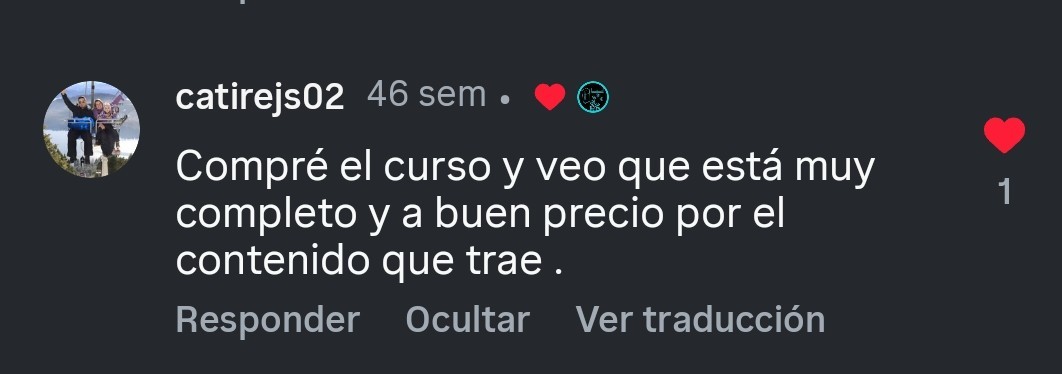 catirejs02 46 sem •
Compré el curso y veo que está muy
completo y a buen precio por el
contenido que trae .
1
Responder Ocultar Ver traducción